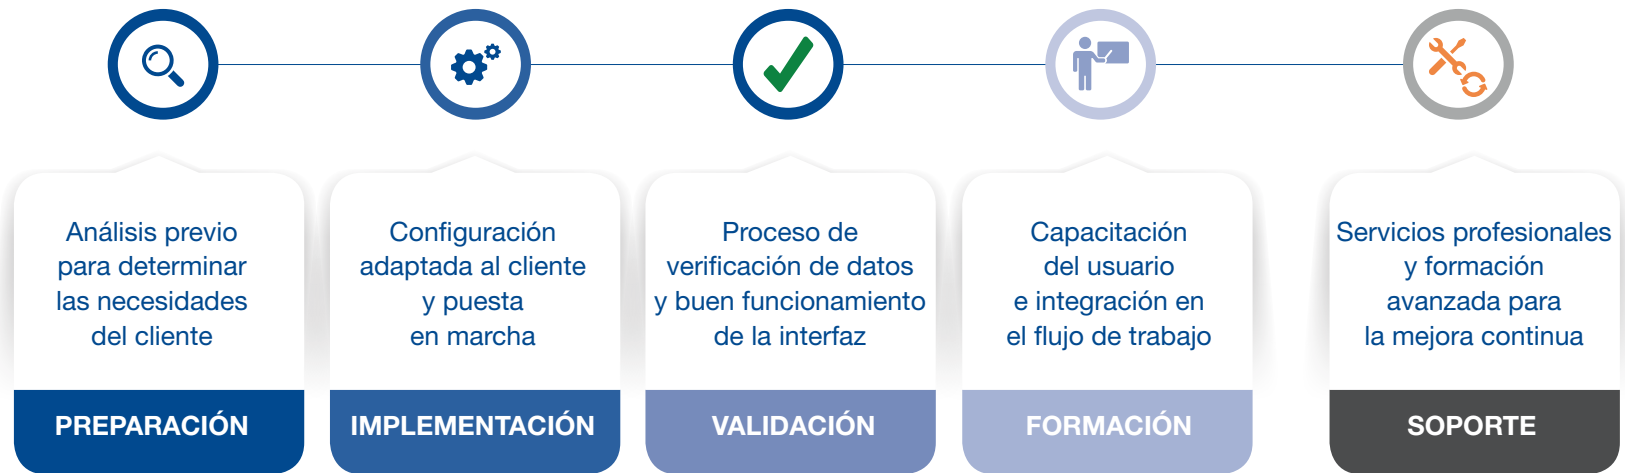 Análisis previo
para determinar
las necesidades
del cliente
PREPARACIÓN
Configuración
adaptada al cliente
y puesta
en marcha
IMPLEMENTACIÓN
Proceso de
verificación de datos
y buen funcionamiento
de la interfaz
VALIDACIÓN
Capacitación
del usuario
e integración en
el flujo de trabajo
FORMACIÓN
Servicios profesionales
y formación
avanzada para
la mejora continua
SOPORTE